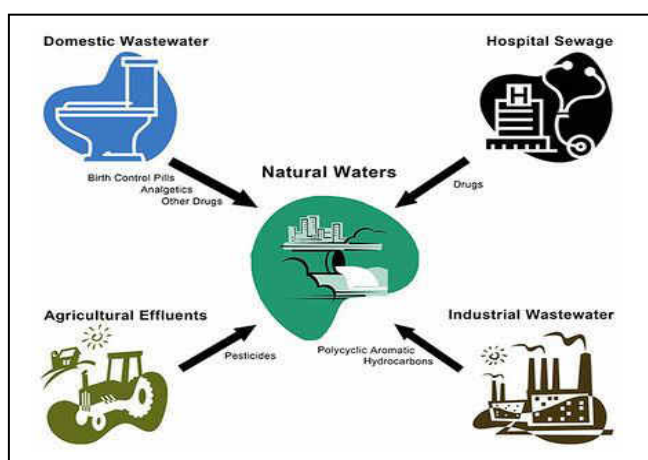 Domestic Wastewater
Hospital Sewage
H
Birth Control Pills
Analgetics
Other Drugs
Natural Waters
Drugs
Agricultural Effluents
Pesticides
Polycyclic Aromatic
Hydrocarbons
Industrial Wastewater